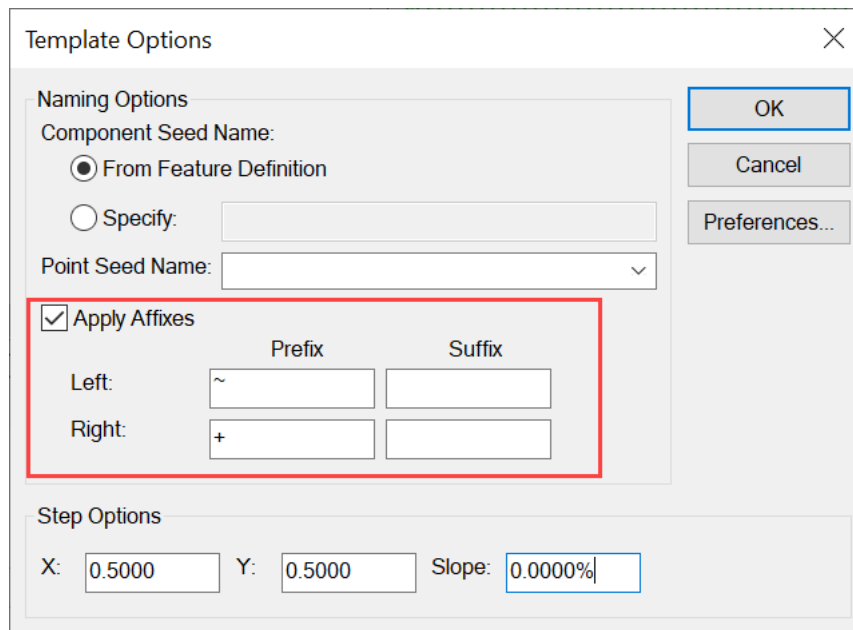 Template Options
Naming Options
OK
Component Seed Name:
From Feature Definition
Cancel
Specify:
Preferences...
Point Seed Name:
Apply Affixes
Prefix Suffix
Left: ~
Right: +
Step Options
X: 0.5000 Y: 0.5000 Slope: 0.0000%